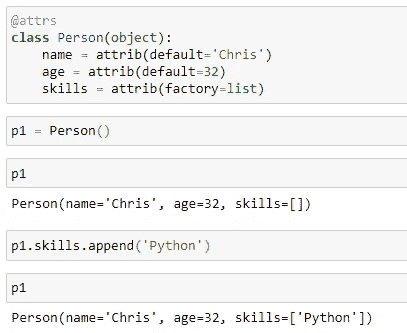 @attrs
class Person(object):
    name = attrib(default='Chris')
    age = attrib(default=32)
    skills = attrib(factory=list)
p1 = Person()
p1
Person(name='Chris', age=32, skills=[])
p1.skills.append('Python')
p1
Person(name='Chris', age=32, skills=['Python'])